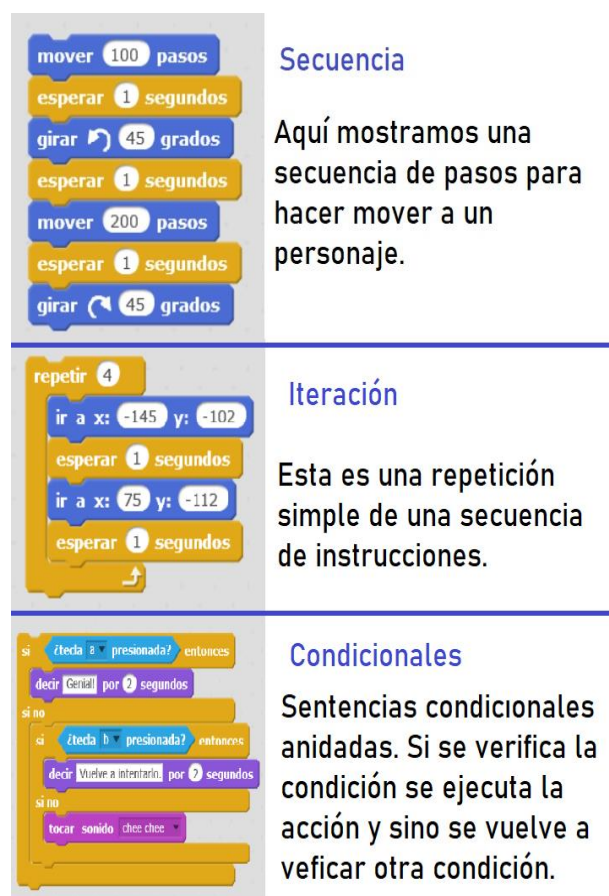 mover 100 pasos
esperar 1 segundos
girar 45 grados
esperar 1 segundos
mover 200 pasos
esperar 1 segundos
girar 45 grados
Secuencia
Aquí mostramos una
secuencia de pasos para
hacer mover a un
personaje.
repetir 4
ir a x: -145 y: -102
esperar 1 segundos
ir a x: 75 y: -112
esperar 1 segundos
Iteración
Esta es una repetición
simple de una secuencia
de instrucciones.
si ¿tecla a presionada? entonces
decir Genial! por 2 segundos
si no
si ¿tecla b presionada? entonces
decir Vuelve a intentarlo. por 2 segundos
si no
tocar sonido chee chee
Condicionales
Sentencias condicionales
anidadas. Si se verifica la
condición se ejecuta la
acción y sino se vuelve a
veficar otra condición.